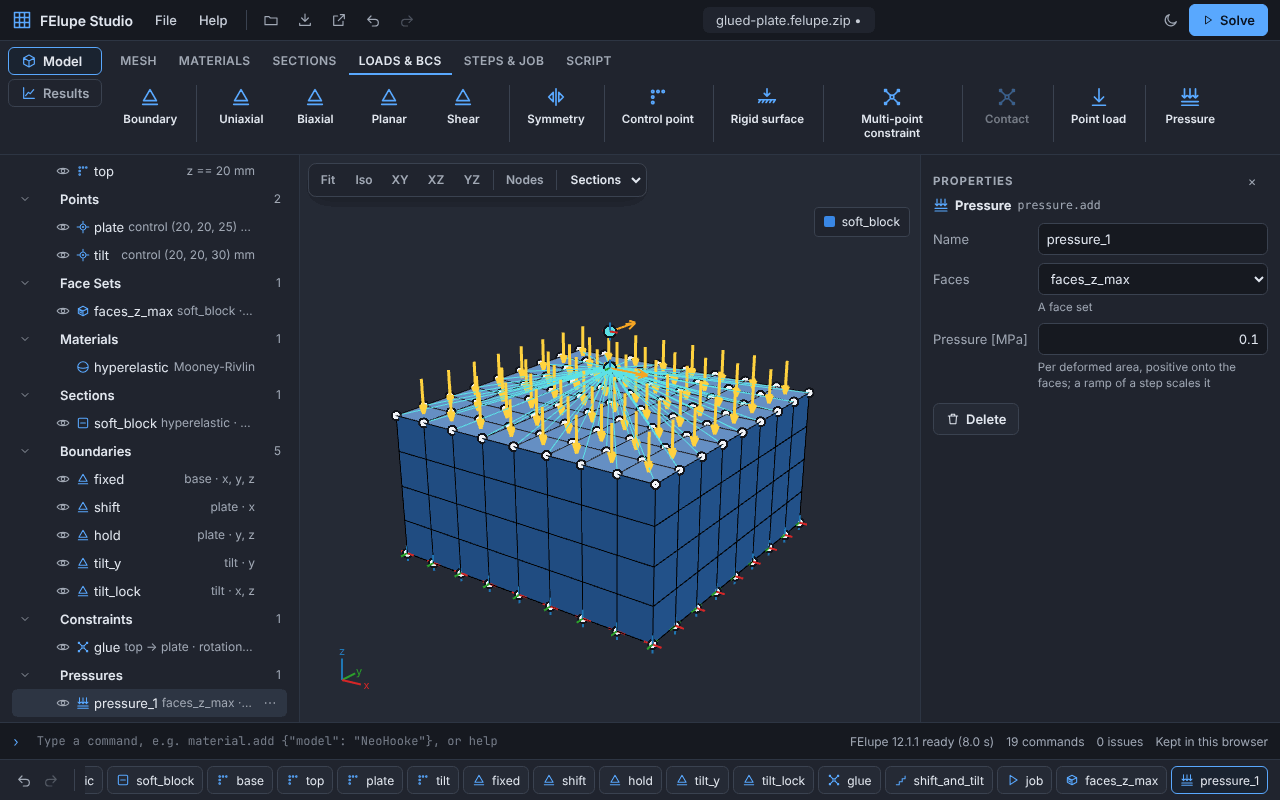 FElupe Studio File Help glued-plate.felupe.zip • Solve
Model MESH MATERIALS SECTIONS LOADS & BCS STEPS & JOB SCRIPT
Results
Boundary Uniaxial Biaxial Planar Shear Symmetry Control point Rigid surface Multi-point constraint Contact Point load Pressure
top z == 20 mm
Points 2
plate control (20, 20, 25) ...
tilt control (20, 20, 30) mm
Face Sets 1
faces_z_max soft_block ·...
Materials 1
hyperelastic Mooney-Rivlin
Sections 1
soft_block hyperelastic · ...
Boundaries 5
fixed base · x, y, z
shift plate · x
hold plate · y, z
tilt_y tilt · y
tilt_lock tilt · x, z
Constraints 1
glue top → plate · rotation...
Pressures 1
pressure_1 faces_z_max ·... ···
Fit Iso XY XZ YZ Nodes Sections
soft_block
z
y
x
PROPERTIES ×
Pressure pressure.add
Name pressure_1
Faces faces_z_max
A face set
Pressure [MPa] 0.1
Per deformed area, positive onto the
faces; a ramp of a step scales it
Delete
› Type a command, e.g. material.add {"model": "NeoHooke"}, or help FElupe 12.1.1 ready (8.0 s) 19 commands 0 issues Kept in this browser
ic soft_block base top plate tilt fixed shift hold tilt_y tilt_lock glue shift_and_tilt job faces_z_max pressure_1